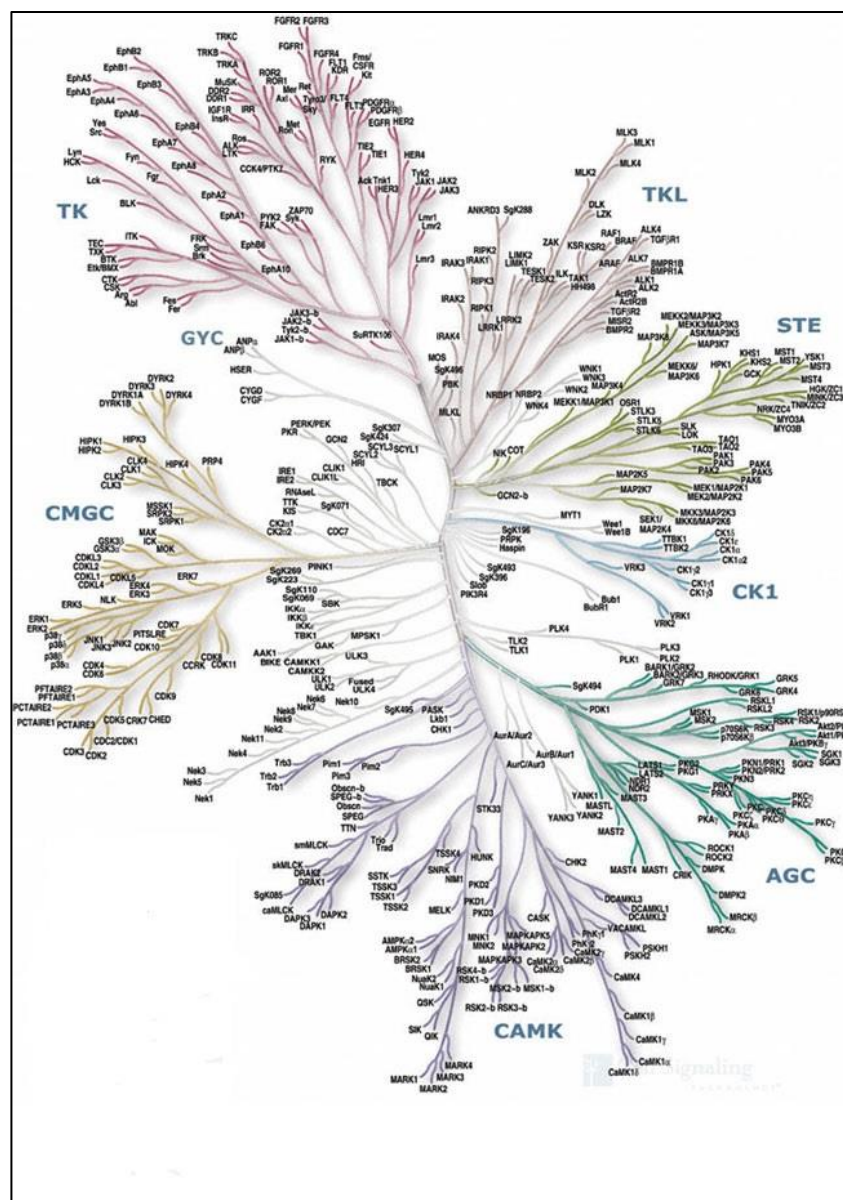 FGFR2 FGFR3
TRKC
FGFR1 FGFR4
TRKB
FLT1
Fms/
CSFR
TRKA
KDR
Kit
EphB2
EphB1
EphA5
EphA3
EphB3
EphA4
EphA6
MuSK
ROR2
ROR1
Ret
Mer
Axl
Tyro3/
Sky
FLT4
FLT3
PDGFRα
PDGFRβ
DDR2
DDR1
IGF1R
IRR
InsR
EGFR HER2
Met
Ron
EphB4
Yes
Src
EphA7
Ros
ALK
LTK
TIE2
TIE1
HER4
RYK
CCK4/PTK7
Lyn
HCK
Fyn
EphA8
Fgr
Lck
Ack
Tnk1
HER3
Tyk2
JAK1
JAK2
JAK3
BLK
EphA2
EphA1
PYK2
FAK
ZAP70
Syk
Lmr1
Lmr2
Lmr3
TK
ITK
TEC
TXK
BTK
Etk/BMX
FRK
Srm
Brk
EphB6
EphA10
CTK
CSK
Arg
Abl
Fes
Fer
JAK3~b
JAK2~b
Tyk2~b
JAK1~b
SuRTK106
MLK3
MLK1
MLK4
MLK2
TKL
ANKRD3
SgK288
DLK
LZK
ZAK
RIPK2
IRAK1
IRAK3
LIMK2
LIMK1
TESK1
TESK2
ILK
TAK1
HH498
KSR
KSR2
RAF1
BRAF
ARAF
ALK4
TGFβR1
ALK7
BMPR1B
BMPR1A
ALK1
ALK2
ActR2
ActR2B
TGFβR2
MISR2
BMPR2
RIPK3
IRAK2
RIPK1
LRRK2
LRRK1
IRAK4
MOS
SgK496
PBK
MLKL
NRBP1
NRBP2
WNK1
WNK3
WNK2
WNK4
GYC
ANPα
ANPβ
HSER
CYGD
CYGF
STE
MEKK2/MAP3K2
MEKK3/MAP3K3
ASK/MAP3K5
MAP3K8
MAP3K7
MEKK6/
MAP3K6
MAP3K4
MEKK1/MAP3K1
KHS1
KHS2
MST1
MST2
YSK1
MST3
HPK1
GCK
MST4
HGK/ZC1
MINK/ZC3
TNIK/ZC2
NRK/ZC4
MYO3A
MYO3B
OSR1
STLK3
STLK5
STLK6
SLK
LOK
TAO1
TAO2
TAO3
NIK
COT
PAK1
PAK3
PAK2
PAK4
PAK5
PAK6
MAP2K5
MAP2K7
MEK1/MAP2K1
MEK2/MAP2K2
GCN2~b
SEK1/
MAP2K4
MKK3/MAP2K3
MKK6/MAP2K6
MYT1
Wee1
Wee1B
DYRK2
DYRK3
DYRK1A
DYRK1B
DYRK4
HIPK1
HIPK3
HIPK2
CLK4
CLK1
CLK2
CLK3
HIPK4
PRP4
PERK/PEK
PKR
GCN2
SgK307
SgK424
SCYL3
SCYL2
SCYL1
HRI
CLIK1
CLIK1L
IRE1
IRE2
TBCK
RNAseL
TTK
KIS
SgK071
CK2α1
CK2α2
CDC7
CMGC
MSSK1
SRPK2
SRPK1
MAK
ICK
MOK
GSK3β
GSK3α
CDKL3
CDKL2
CDKL1
CDKL5
CDKL4
ERK7
ERK4
ERK3
NLK
ERK5
ERK1
ERK2
p38γ
p38δ
p38β
p38α
JNK1
JNK3
JNK2
CDK7
PITSLRE
CDK10
CDK8
CDK11
CCRK
CDK4
CDK6
CDK9
PFTAIRE2
PFTAIRE1
PCTAIRE2
PCTAIRE1
PCTAIRE3
CDK5
CRK7
CHED
CDC2/CDK1
CDK3
CDK2
SgK196
PRPK
Haspin
SgK493
SgK396
Slob
PIK3R4
Bub1
BubR1
TTBK1
TTBK2
CK1δ
CK1ε
CK1α
CK1α2
VRK3
CK1γ2
CK1γ1
CK1γ3
VRK1
VRK2
CK1
PINK1
SgK269
SgK223
SgK110
SgK069
SBK
IKKα
IKKβ
IKKε
TBK1
MPSK1
GAK
AAK1
BIKE
CAMKK1
CAMKK2
ULK3
ULK1
ULK2
Fused
ULK4
Nek6
Nek7
Nek10
Nek8
Nek9
Nek2
Nek11
Nek4
Nek3
Nek5
Nek1
PLK4
TLK2
TLK1
PLK1
PLK3
PLK2
SgK495
PASK
Lkb1
CHK1
Trb3
Trb2
Trb1
Pim1
Pim2
Pim3
AurA/Aur2
AurB/Aur1
AurC/Aur3
SgK494
PDK1
BARK1/GRK2
BARK2/GRK3
RHODK/GRK1
GRK5
GRK7
GRK6
GRK4
RSKL1
RSKL2
MSK1
MSK2
p70S6K
p70S6Kβ
RSK3
RSK4
RSK2
RSK1/p90RS
Akt2/P
Akt1/P
Akt3/PKBγ
SGK1
SGK2
SGK3
LATS1
LATS2
NDR1
NDR2
PKG2
PKG1
PKN1/PRK1
PKN2/PRK2
PKN3
PRKY
PRKX
PKAγ
PKAα
PKAβ
PKCζ
PKCγ
MASTL
MAST3
YANK1
YANK2
YANK3
MAST2
MAST4
MAST1
ROCK1
ROCK2
DMPK
CRIK
DMPK2
MRCKβ
MRCKα
AGC
Obscn~b
SPEG~b
Obscn
SPEG
TTN
STK33
smMLCK
Trio
Trad
skMLCK
DRAK2
DRAK1
SgK085
caMLCK
DAPK3
DAPK2
DAPK1
TSSK4
SSTK
TSSK3
TSSK1
TSSK2
SNRK
NIM1
HUNK
CHK2
PKD2
PKD1
PKD3
MELK
DCAMKL3
DCAMKL1
DCAMKL2
CASK
VACAMKL
PhKγ1
PhKγ2
PSKH1
PSKH2
AMPKα2
AMPKα1
MNK1
MNK2
MAPKAPK5
MAPKAPK2
MAPKAPK3
CaMK2γ
CaMK2α
CaMK2β
CaMK2δ
BRSK2
BRSK1
NuaK2
NuaK1
RSK4~b
RSK1~b
MSK2~b
MSK1~b
CaMK4
QSK
RSK2~b
RSK3~b
CaMK1β
SIK
QIK
CAMK
CaMK1γ
CaMK1α
CaMK1δ
MARK4
MARK3
MARK1
MARK2
Signaling